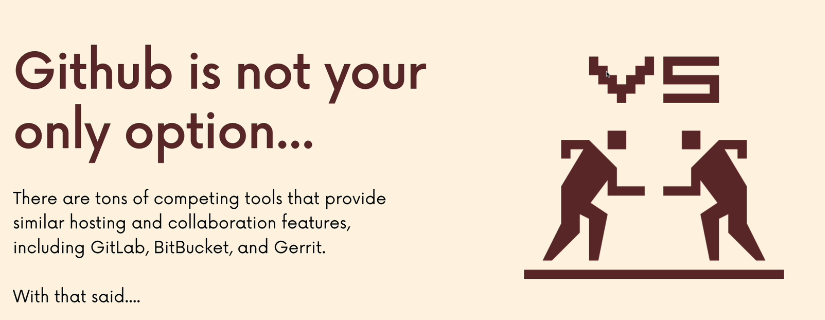 Github is not your
only option...
VS
There are tons of competing tools that provide
similar hosting and collaboration features,
including GitLab, BitBucket, and Gerrit.
With that said....